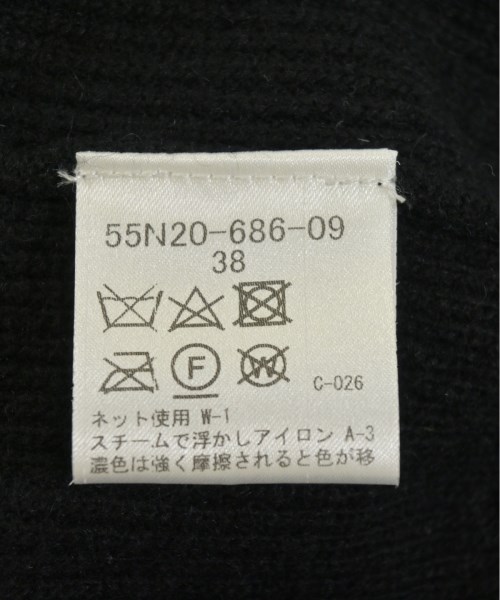 55N20-686-09
38
F W
C-026
ネット使用 W-1
スチームで浮かしアイロン A-3
濃色は強く摩擦されると色が移